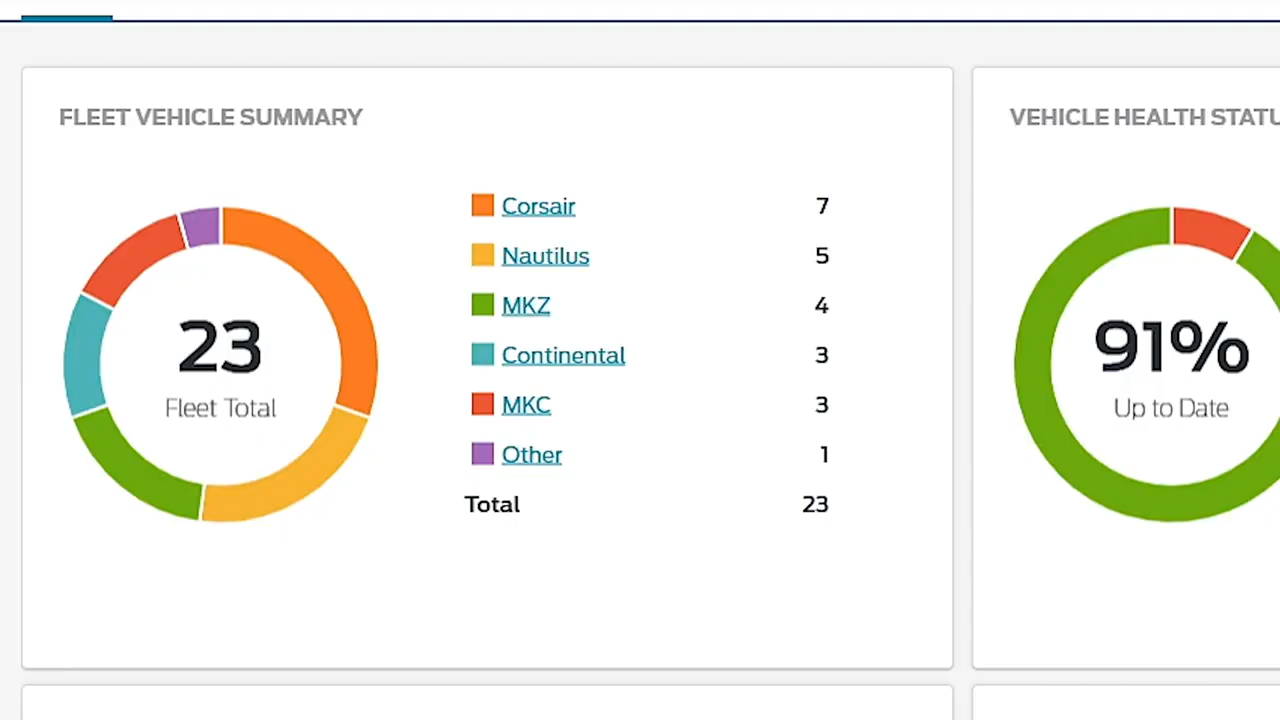 FLEET VEHICLE SUMMARY
23
Fleet Total
Corsair 7
Nautilus 5
MKZ 4
Continental 3
MKC 3
Other 1
Total 23
VEHICLE HEALTH STATU
91%
Up to Date